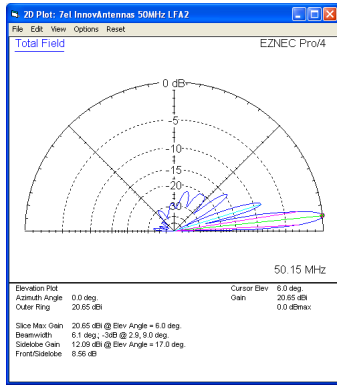 2D Plot: 7el InnovAntennas 50MHz LFA2
File Edit View Options Reset
Total Field
EZNEC Pro/4
0 dB
-5
-10
-15
-20
-30
50.15 MHz
Elevation Plot
Azimuth Angle 0.0 deg.
Outer Ring 20.65 dBi
Cursor Elev 6.0 deg.
Gain 20.65 dBi
0.0 dBmax
Slice Max Gain 20.65 dBi @ Elev Angle = 6.0 deg.
Beamwidth 6.1 deg.; -3dB @ 2.9, 9.0 deg.
Sidelobe Gain 12.09 dBi @ Elev Angle = 17.0 deg.
Front/Sidelobe 8.56 dB